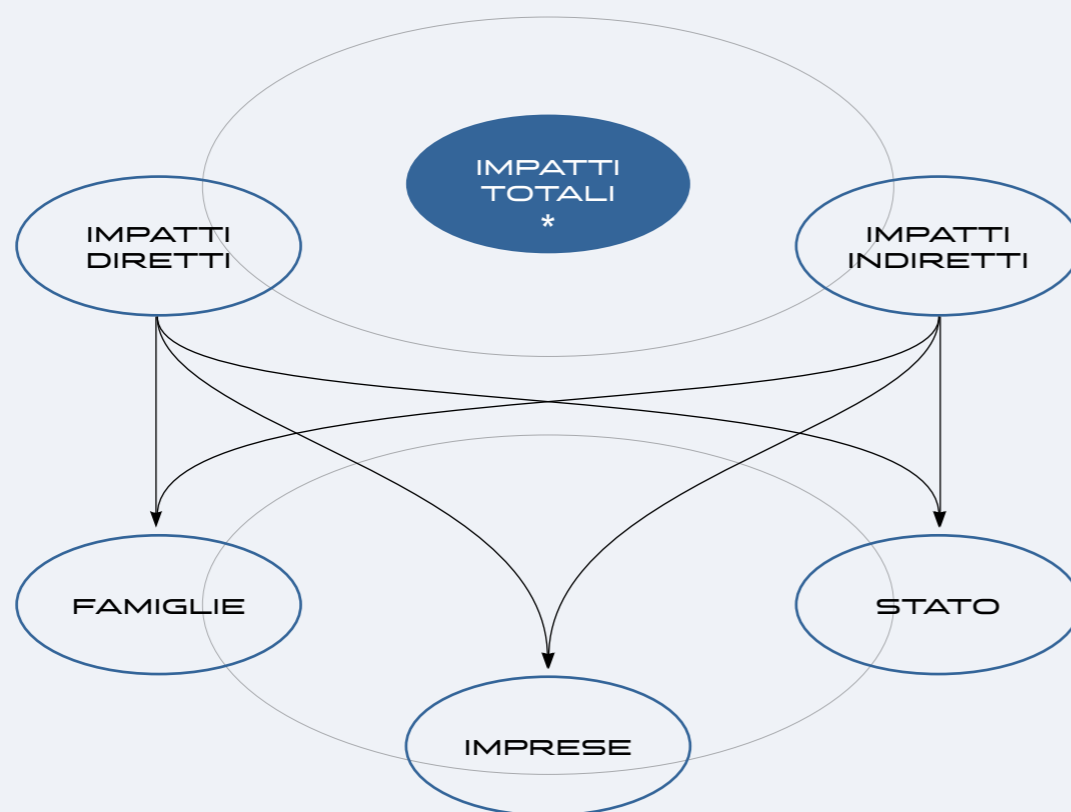 IMPATTI
TOTALI
*
IMPATTI
DIRETTI
IMPATTI
INDIRETTI
FAMIGLIE
STATO
IMPRESE